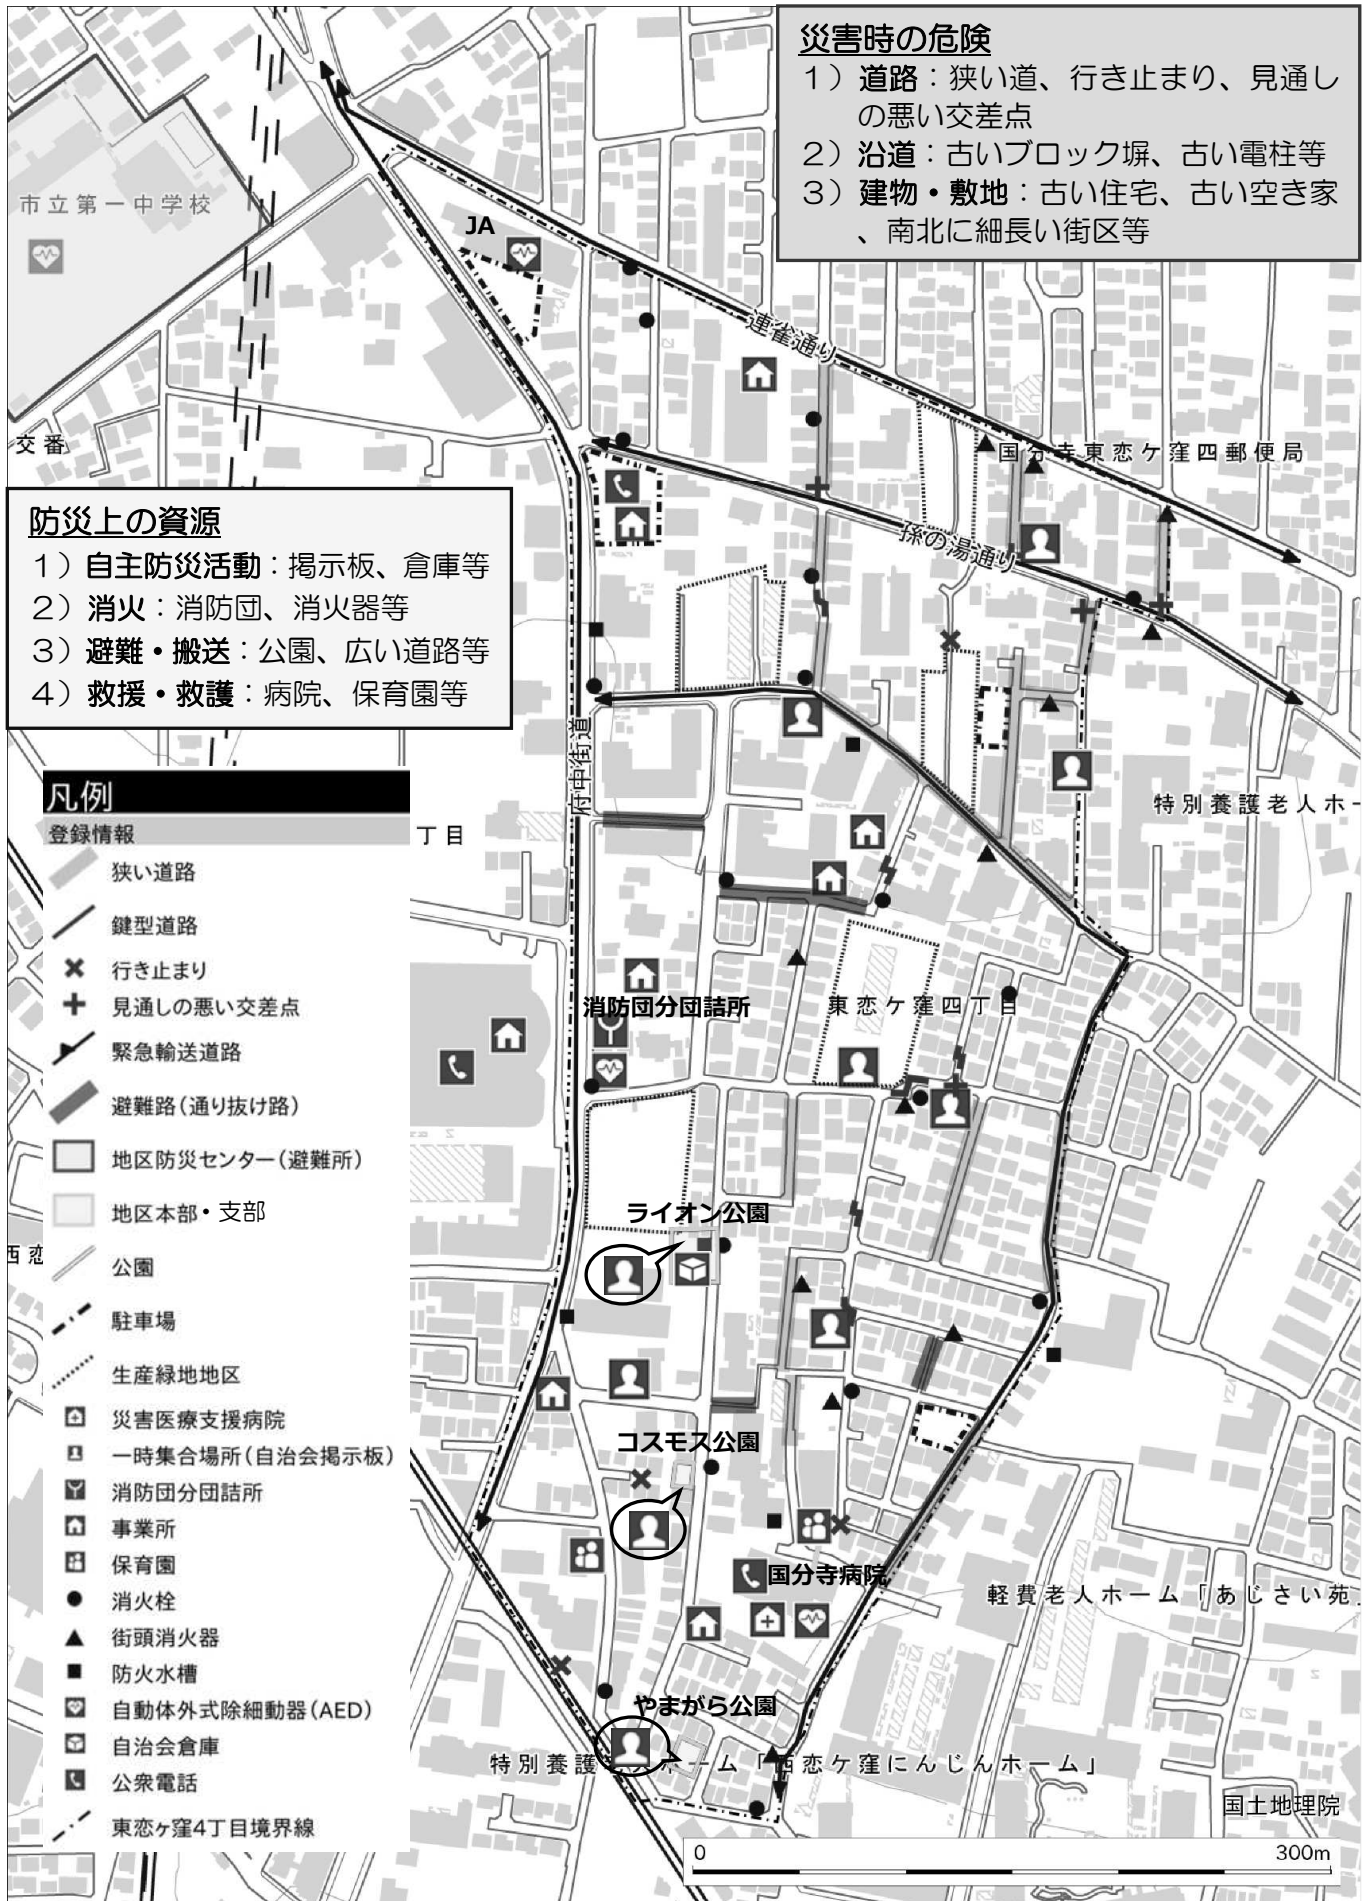 災害時の危険
1）道路：狭い道、行き止まり、見通し
の悪い交差点
2）沿道：古いブロック塀、古い電柱等
3）建物・敷地：古い住宅、古い空き家
、南北に細長い街区等
市立第一中学校
JA
連雀通り
交番
国分寺東恋ケ窪四郵便局
防災上の資源
1）自主防災活動：掲示板、倉庫等
2）消火：消防団、消火器等
3）避難・搬送：公園、広い道路等
4）救援・救護：病院、保育園等
孫の湯通り
府中街道
特別養護老人ホー
凡例
登録情報
丁目
狭い道路
鍵型道路
行き止まり
見通しの悪い交差点
緊急輸送道路
避難路(通り抜け路)
地区防災センター(避難所)
地区本部・支部
公園
駐車場
生産緑地地区
災害医療支援病院
一時集合場所(自治会掲示板)
消防団分団詰所
事業所
保育園
消火栓
街頭消火器
防火水槽
自動体外式除細動器(AED)
自治会倉庫
公衆電話
東恋ヶ窪4丁目境界線
消防団分団詰所
東恋ケ窪四丁目
ライオン公園
西恋
コスモス公園
国分寺病院
軽費老人ホーム「あじさい苑
やまがら公園
特別養護老人ホーム「西恋ケ窪にんじんホーム」
国土地理院
0 300m